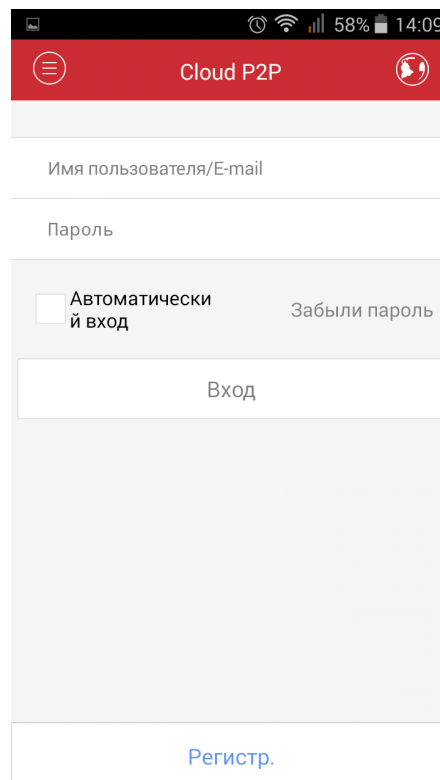 58% 14:09
Cloud P2P
Имя пользователя/E-mail
Пароль
Автоматически
й вход
Забыли пароль
Вход
Регистр.